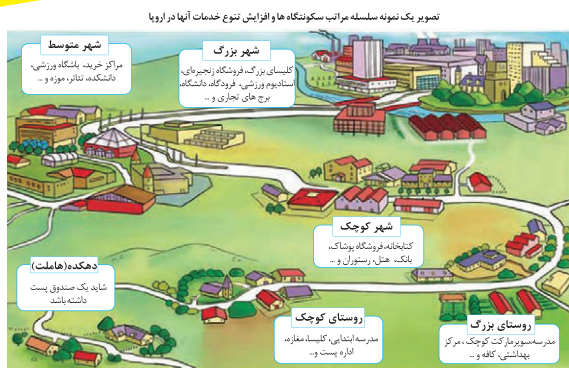 تصویر یک نمونه سلسله مراتب سکونتگاه ها و افزایش تنوع خدمات آنها در اروپا
شهر بزرگ
کلیسای بزرگ، فروشگاه زنجیره‌ای،
استادیوم ورزشی، فرودگاه، دانشگاه،
برج های تجاری و ...
شهر متوسط
مراکز خرید، باشگاه ورزشی،
دانشکده، تئاتر، موزه و ...
شهر کوچک
کتابخانه، فروشگاه پوشاک،
بانک، هتل، رستوران و ...
دهکده(هاملت)
شاید یک صندوق پست
داشته باشد
روستای بزرگ
مدرسه،سوپرمارکت کوچک ، مرکز
بهداشتی، کافه و ...
روستای کوچک
مدرسه ابتدایی، کلیسا، مغازه،
اداره پست و...